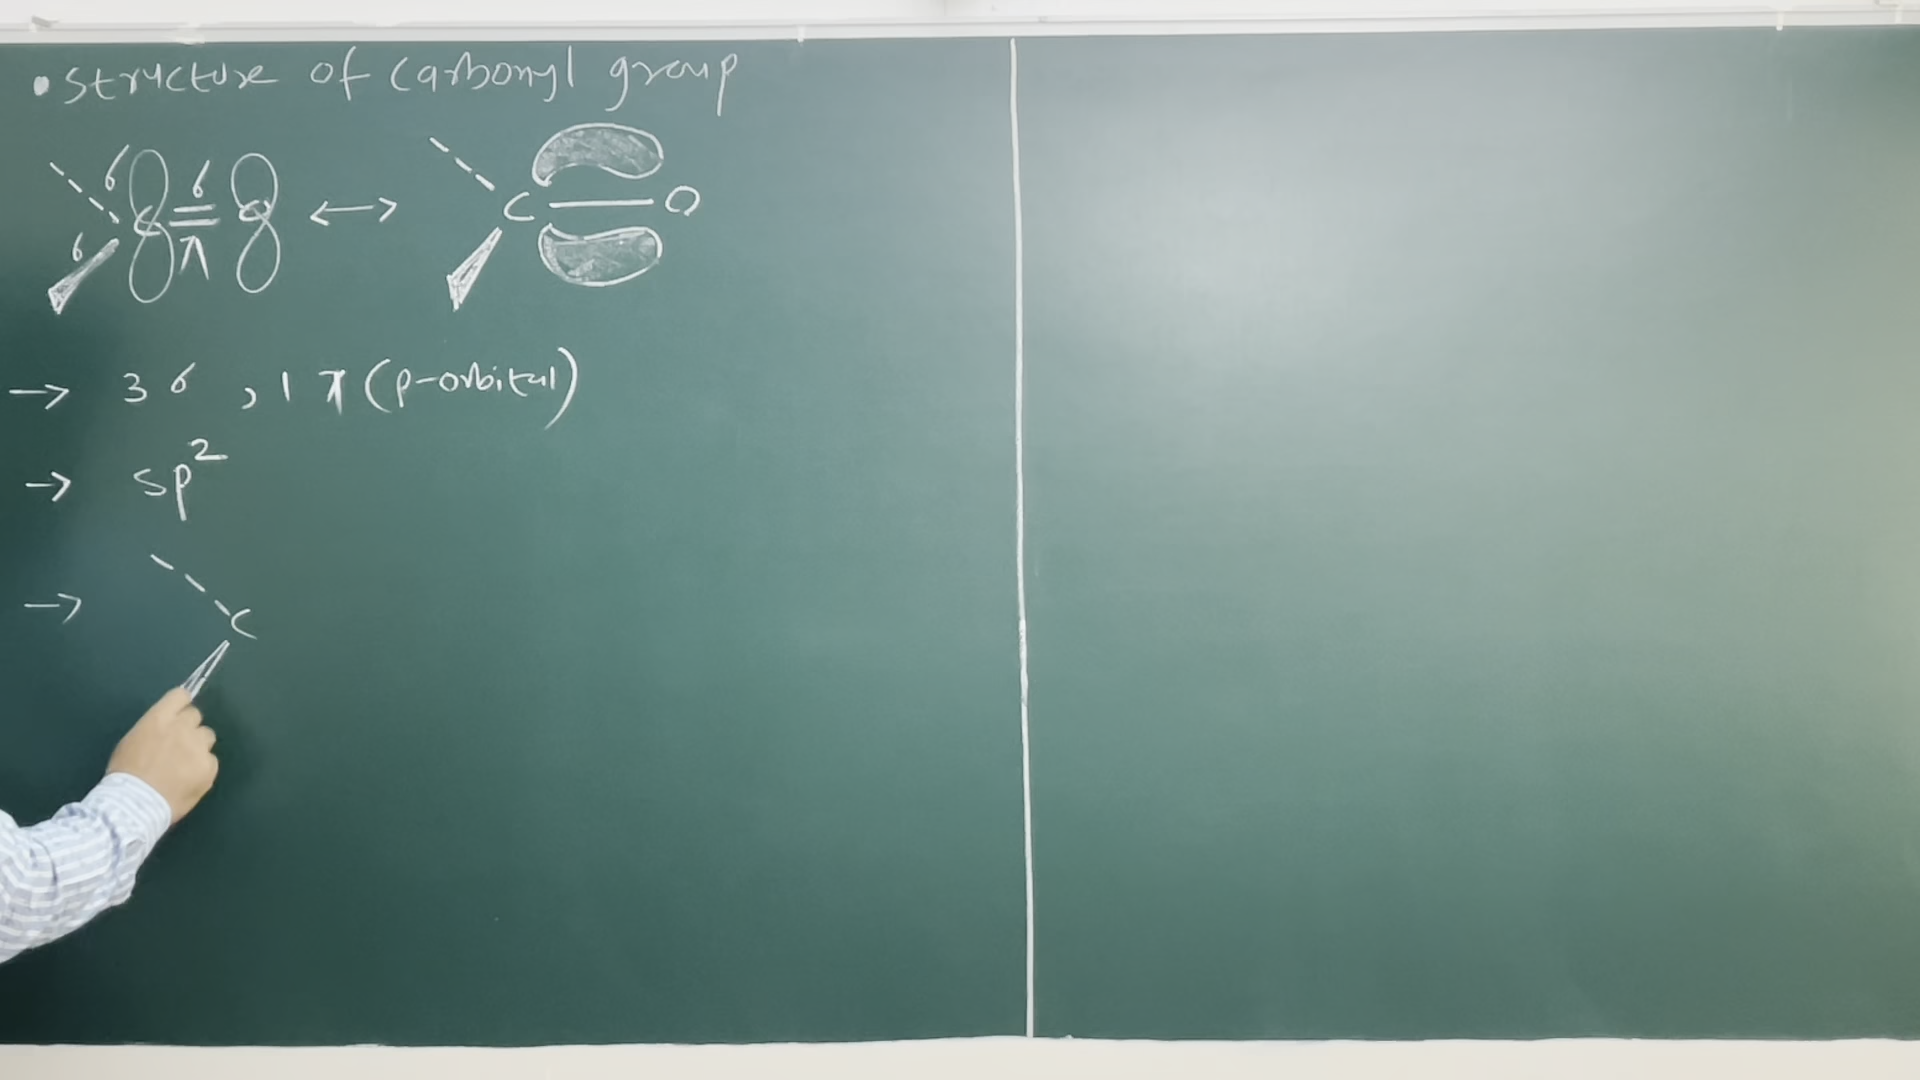 • structure of carbonyl group
σ C σ O ⟷ C O
σ π
→ 3 σ , 1 π (p-orbital)
→ sp²
→ C